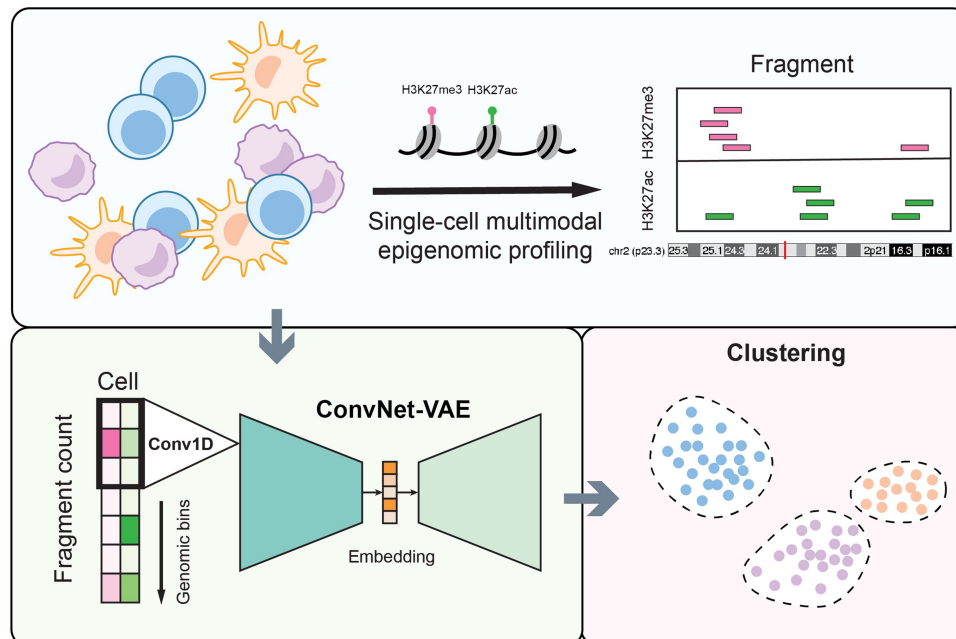 H3K27me3 H3K27ac
Single-cell multimodal
epigenomic profiling
Fragment
H3K27me3
H3K27ac
chr2 (p23.3) 25.3 25.1 24.3 24.1 22.3 2p21 16.3 p16.1
Cell
Fragment count
Conv1D
Genomic bins
ConvNet-VAE
Embedding
Clustering